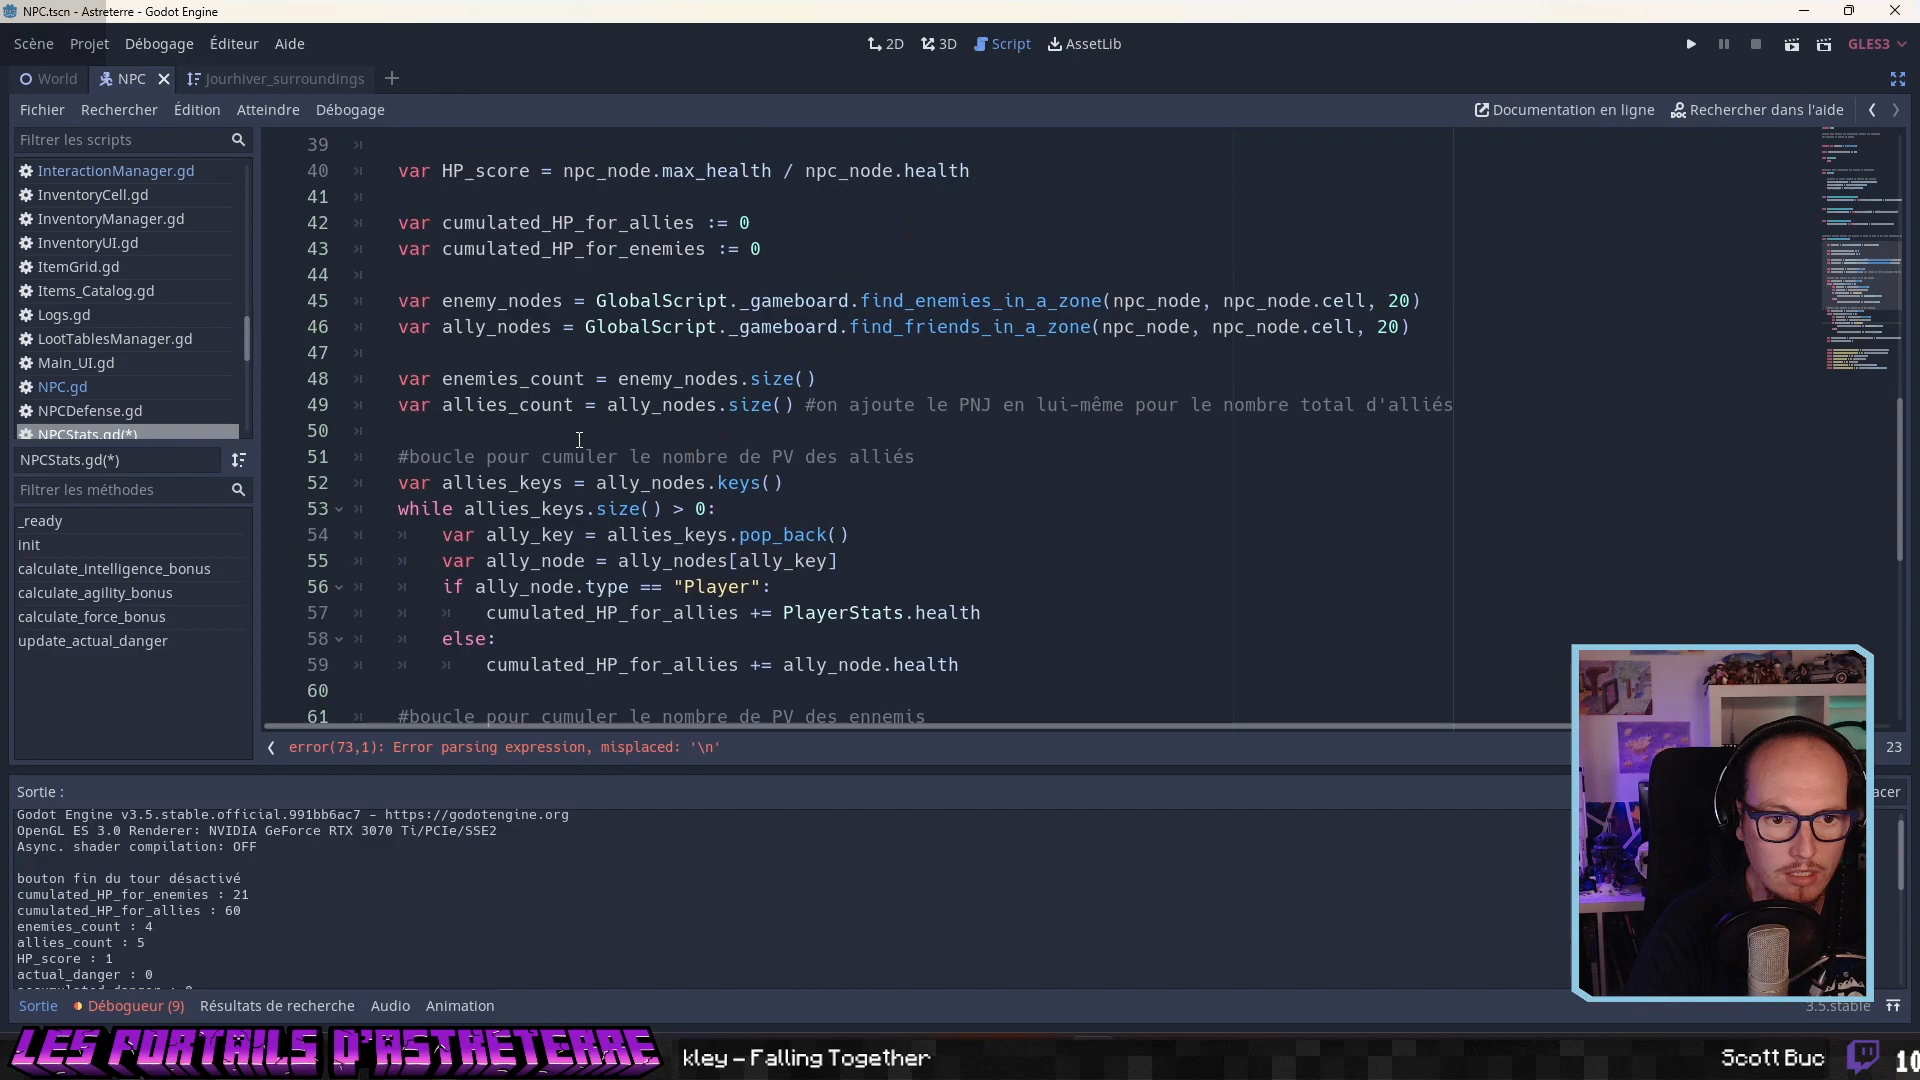 NPC.tscn - Astreterre - Godot Engine
Scène Projet Débogage Éditeur Aide
2D 3D Script AssetLib
GLES3
World NPC Jourhiver_surroundings
Fichier Rechercher Édition Atteindre Débogage
Documentation en ligne Rechercher dans l'aide
Filtrer les scripts
InteractionManager.gd
InventoryCell.gd
InventoryManager.gd
InventoryUI.gd
ItemGrid.gd
Items_Catalog.gd
Logs.gd
LootTablesManager.gd
Main_UI.gd
NPC.gd
NPCDefense.gd
NPCStats.gd(*)
NPCStats.gd(*)
Filtrer les méthodes
_ready
init
calculate_intelligence_bonus
calculate_agility_bonus
calculate_force_bonus
update_actual_danger
39
40 var HP_score = npc_node.max_health / npc_node.health
41
42 var cumulated_HP_for_allies := 0
43 var cumulated_HP_for_enemies := 0
44
45 var enemy_nodes = GlobalScript._gameboard.find_enemies_in_a_zone(npc_node, npc_node.cell, 20)
46 var ally_nodes = GlobalScript._gameboard.find_friends_in_a_zone(npc_node, npc_node.cell, 20)
47
48 var enemies_count = enemy_nodes.size()
49 var allies_count = ally_nodes.size() #on ajoute le PNJ en lui-même pour le nombre total d'alliés
50
51 #boucle pour cumuler le nombre de PV des alliés
52 var allies_keys = ally_nodes.keys()
53 while allies_keys.size() > 0:
54 var ally_key = allies_keys.pop_back()
55 var ally_node = ally_nodes[ally_key]
56 if ally_node.type == "Player":
57 cumulated_HP_for_allies += PlayerStats.health
58 else:
59 cumulated_HP_for_allies += ally_node.health
60
61 #boucle pour cumuler le nombre de PV des ennemis
error(73,1): Error parsing expression, misplaced: '\n'
23
Sortie :
acer
Godot Engine v3.5.stable.official.991bb6ac7 - https://godotengine.org
OpenGL ES 3.0 Renderer: NVIDIA GeForce RTX 3070 Ti/PCIe/SSE2
Async. shader compilation: OFF
bouton fin du tour désactivé
cumulated_HP_for_enemies : 21
cumulated_HP_for_allies : 60
enemies_count : 4
allies_count : 5
HP_score : 1
actual_danger : 0
Sortie Débogueur (9) Résultats de recherche Audio Animation
3.5.stable
LES PORTAILS D'ASTRETERRE
kley – Falling Together
Scott Buc
10